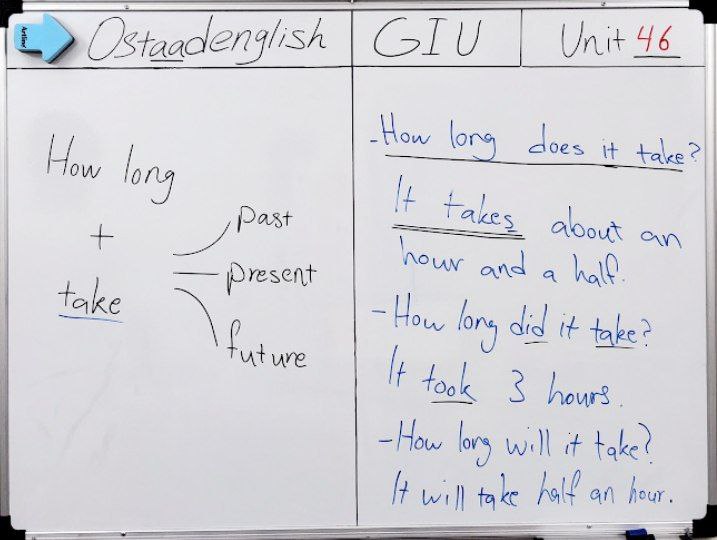 Artline
Ostaadenglish
GIU
Unit 46
How long
+
take
past
present
future
-How long does it take?
It takes about an
hour and a half.
-How long did it take?
It took 3 hours.
-How long will it take?
It will take half an hour.